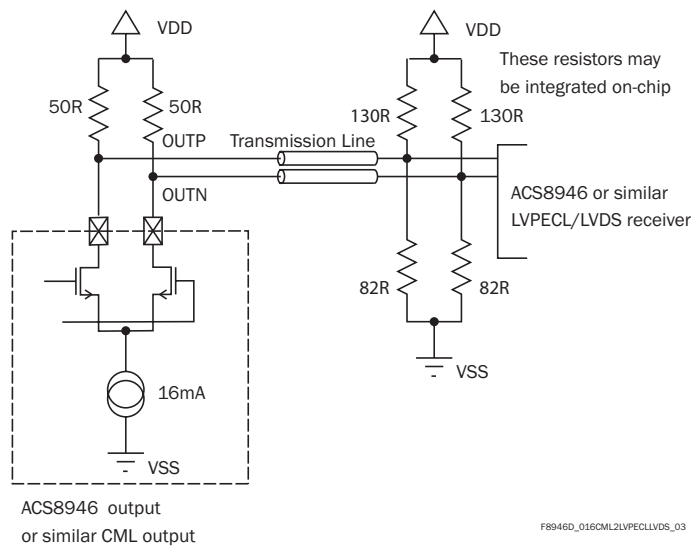 VDD
VDD
These resistors may
be integrated on-chip
50R
50R
130R
130R
OUTP
Transmission Line
OUTN
ACS8946 or similar
LVPECL/LVDS receiver
82R
82R
VSS
16mA
VSS
ACS8946 output
or similar CML output
F8946D_016CML2LVPECLLVDS_03